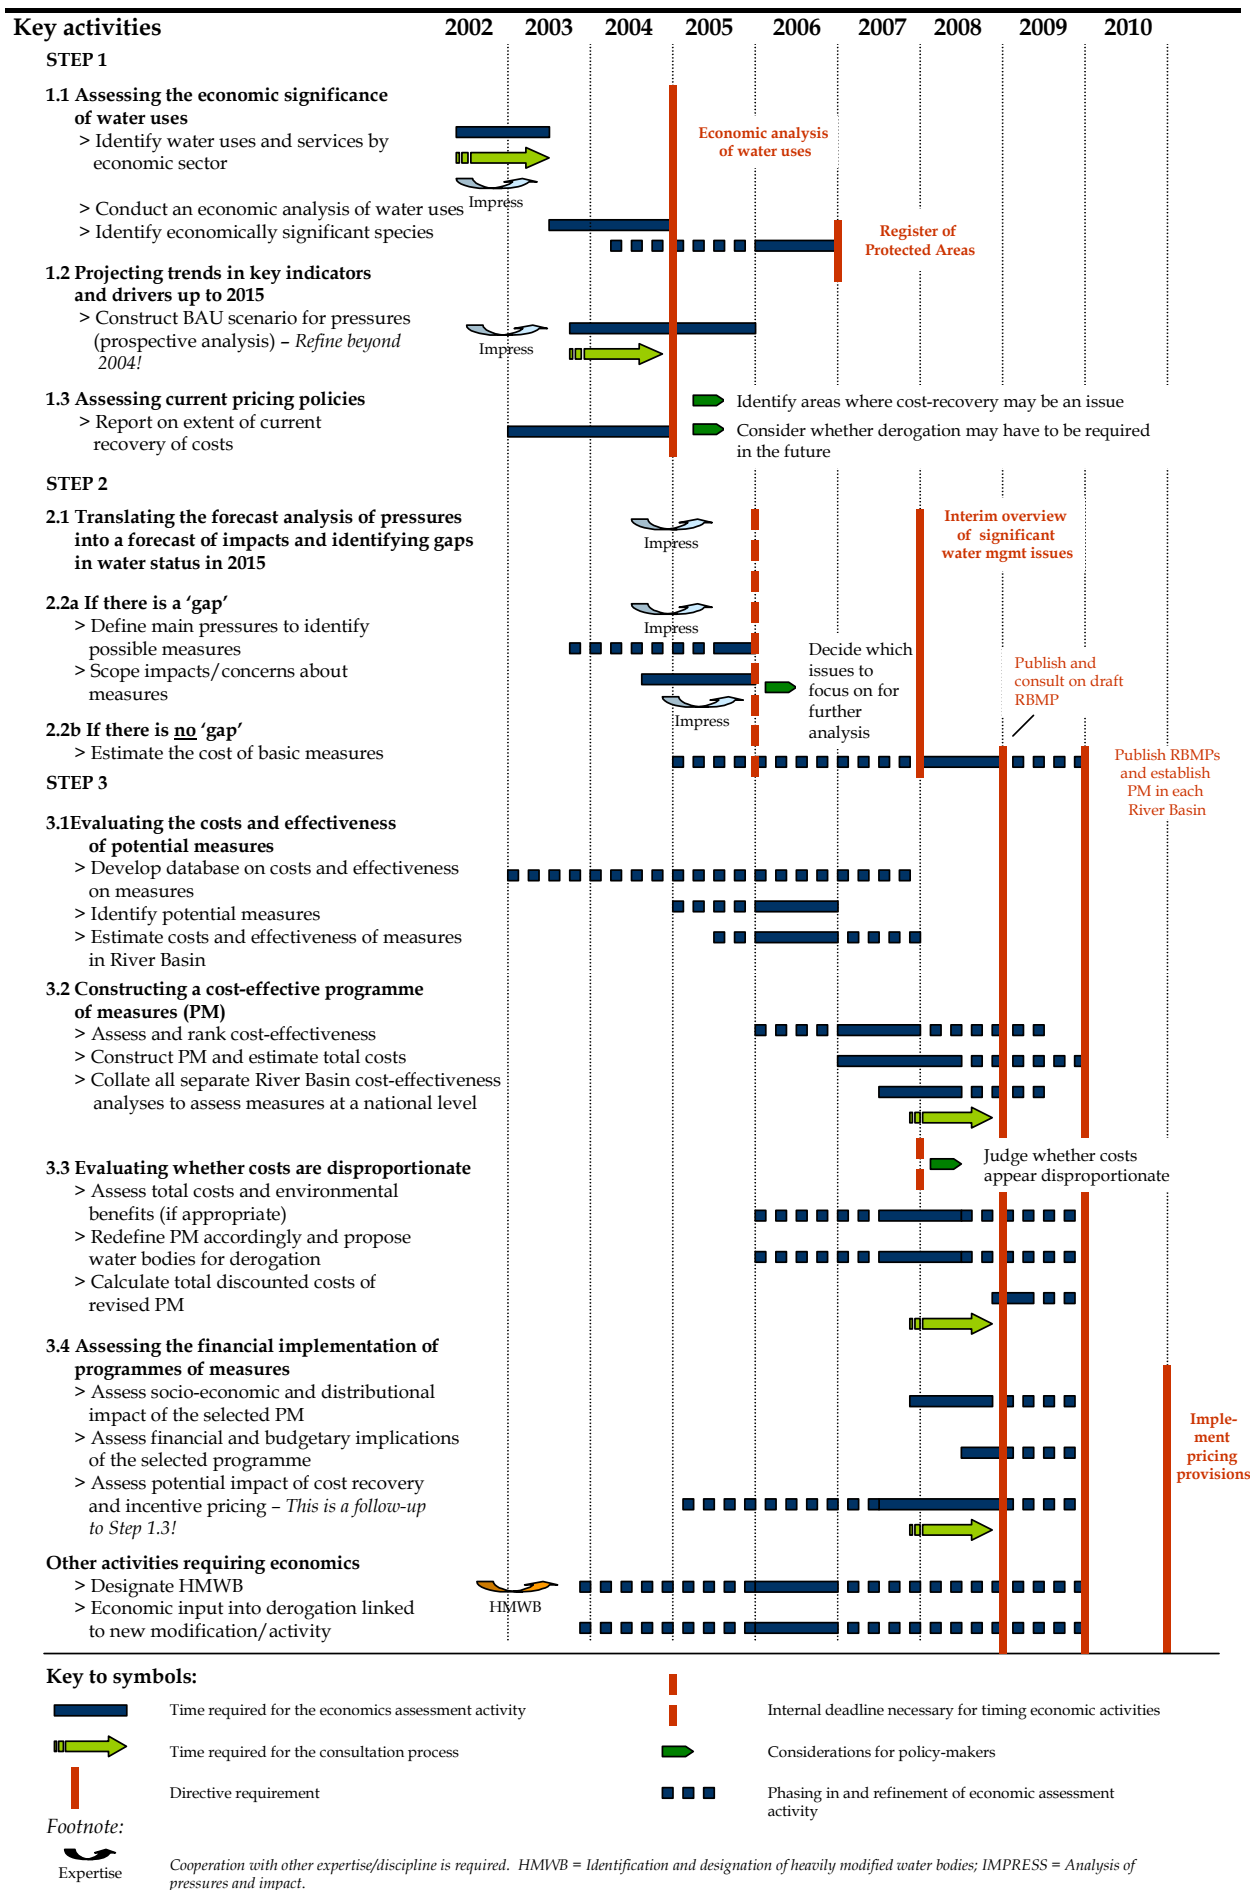 Key activities 2002 2003 2004 2005 2006 2007 2008 2009 2010
STEP 1
1.1 Assessing the economic significance
of water uses
> Identify water uses and services by
economic sector
Economic analysis
of water uses
Impress
> Conduct an economic analysis of water uses
> Identify economically significant species
Register of
Protected Areas
1.2 Projecting trends in key indicators
and drivers up to 2015
> Construct BAU scenario for pressures
(prospective analysis) – Refine beyond
2004!
Impress
1.3 Assessing current pricing policies
> Report on extent of current
recovery of costs
Identify areas where cost-recovery may be an issue
Consider whether derogation may have to be required
in the future
STEP 2
2.1 Translating the forecast analysis of pressures
into a forecast of impacts and identifying gaps
in water status in 2015
Impress
Interim overview
of significant
water mgmt issues
2.2a If there is a ‘gap’
> Define main pressures to identify
possible measures
> Scope impacts/concerns about
measures
Impress
Impress
Decide which
issues to
focus on for
further
analysis
Publish and
consult on draft
RBMP
2.2b If there is no ‘gap’
> Estimate the cost of basic measures
Publish RBMPs
and establish
PM in each
River Basin
STEP 3
3.1Evaluating the costs and effectiveness
of potential measures
> Develop database on costs and effectiveness
on measures
> Identify potential measures
> Estimate costs and effectiveness of measures
in River Basin
3.2 Constructing a cost-effective programme
of measures (PM)
> Assess and rank cost-effectiveness
> Construct PM and estimate total costs
> Collate all separate River Basin cost-effectiveness
analyses to assess measures at a national level
3.3 Evaluating whether costs are disproportionate
> Assess total costs and environmental
benefits (if appropriate)
> Redefine PM accordingly and propose
water bodies for derogation
> Calculate total discounted costs of
revised PM
Judge whether costs
appear disproportionate
3.4 Assessing the financial implementation of
programmes of measures
> Assess socio-economic and distributional
impact of the selected PM
> Assess financial and budgetary implications
of the selected programme
> Assess potential impact of cost recovery
and incentive pricing – This is a follow-up
to Step 1.3!
Imple-
ment
pricing
provisions
Other activities requiring economics
> Designate HMWB
> Economic input into derogation linked
to new modification/activity
HMWB
Key to symbols:
Time required for the economics assessment activity
Internal deadline necessary for timing economic activities
Time required for the consultation process
Considerations for policy-makers
Directive requirement
Phasing in and refinement of economic assessment
activity
Footnote:
Expertise
Cooperation with other expertise/discipline is required. HMWB = Identification and designation of heavily modified water bodies; IMPRESS = Analysis of
pressures and impact.